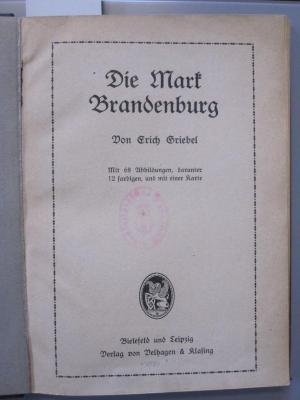 Die Mark
Brandenburg
Von Erich Griebel
Mit 68 Abbildungen, darunter
12 farbigen, und mit einer Karte
Bielefeld und Leipzig
Verlag von Velhagen & Klasing